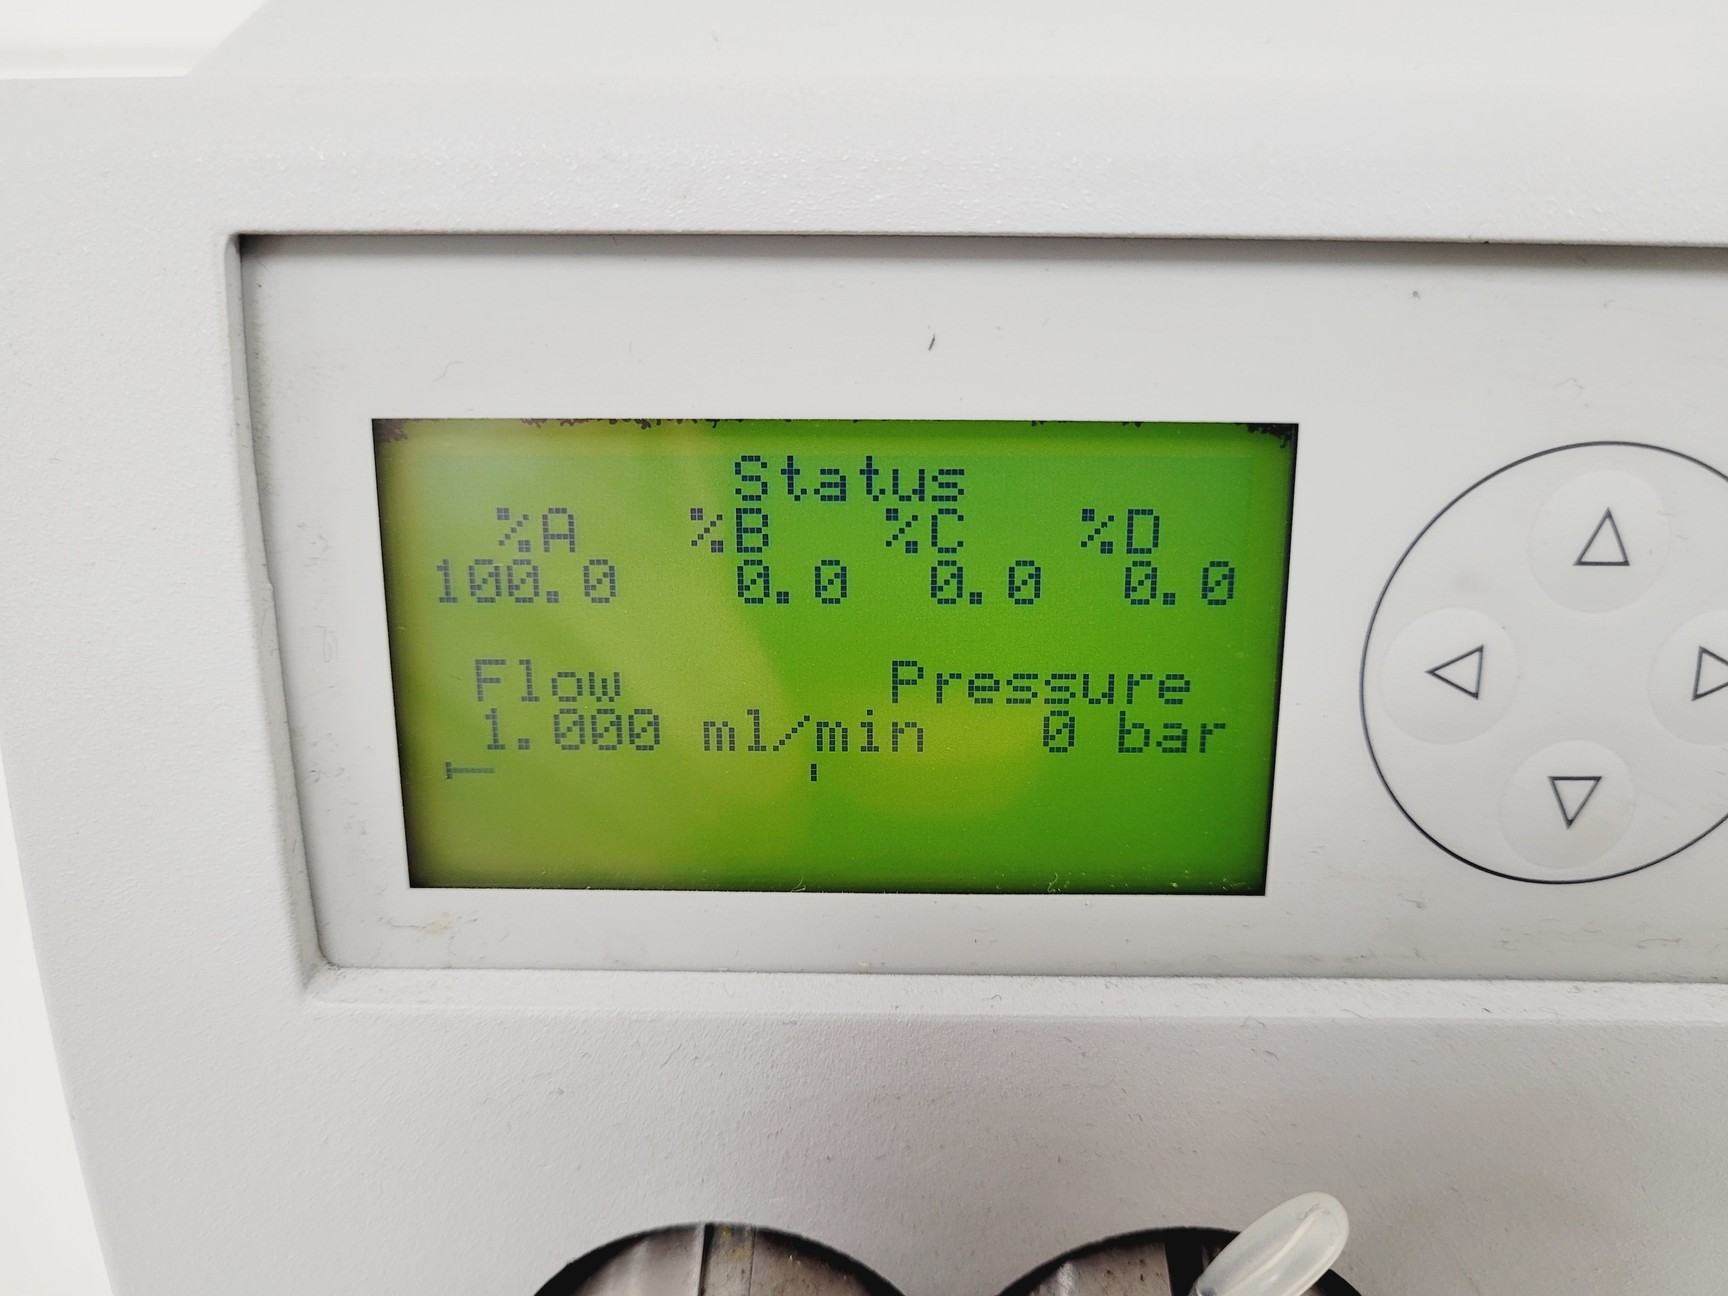 Status
%A %B %C %D
100.0 0.0 0.0 0.0
Flow Pressure
1.000 ml/min 0 bar